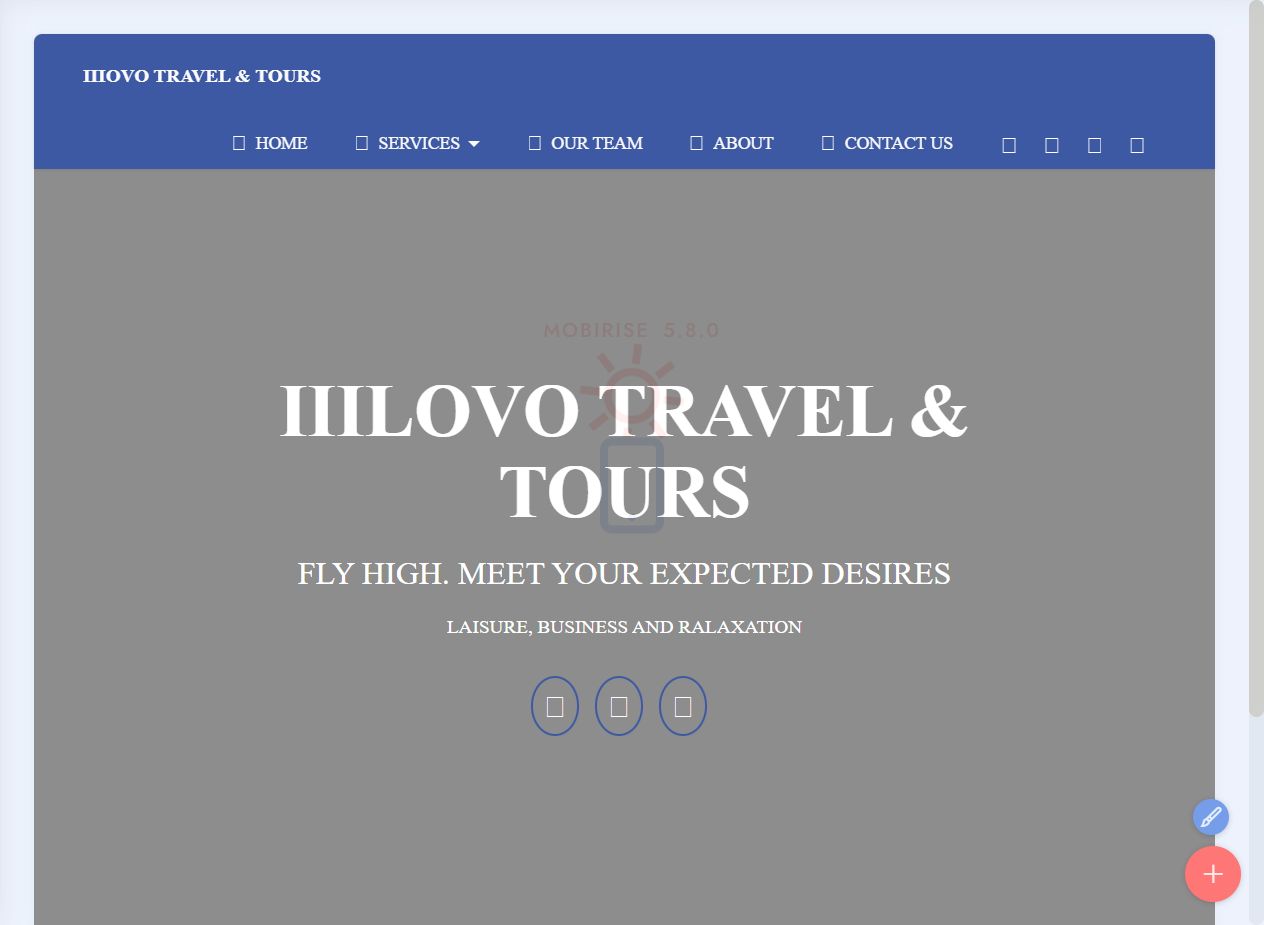 IIIOVO TRAVEL & TOURS
HOME SERVICES OUR TEAM ABOUT CONTACT US
MOBIRISE 5.8.0
IIILOVO TRAVEL &
TOURS
FLY HIGH. MEET YOUR EXPECTED DESIRES
LAISURE, BUSINESS AND RALAXATION